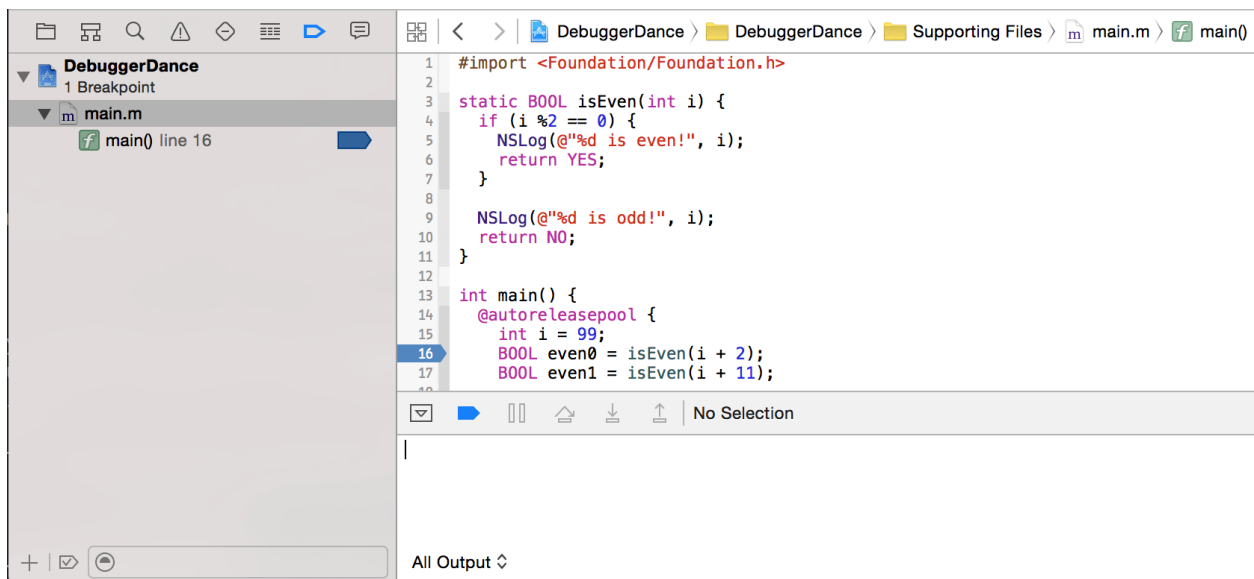 DebuggerDance
1 Breakpoint
m main.m
f main() line 16
DebuggerDance 〉 DebuggerDance 〉 Supporting Files 〉 m main.m 〉 f main()
1 #import <Foundation/Foundation.h>
2
3 static BOOL isEven(int i) {
4 if (i %2 == 0) {
5 NSLog(@"%d is even!", i);
6 return YES;
7 }
8
9 NSLog(@"%d is odd!", i);
10 return NO;
11 }
12
13 int main() {
14 @autoreleasepool {
15 int i = 99;
16 BOOL even0 = isEven(i + 2);
17 BOOL even1 = isEven(i + 11);
No Selection
All Output